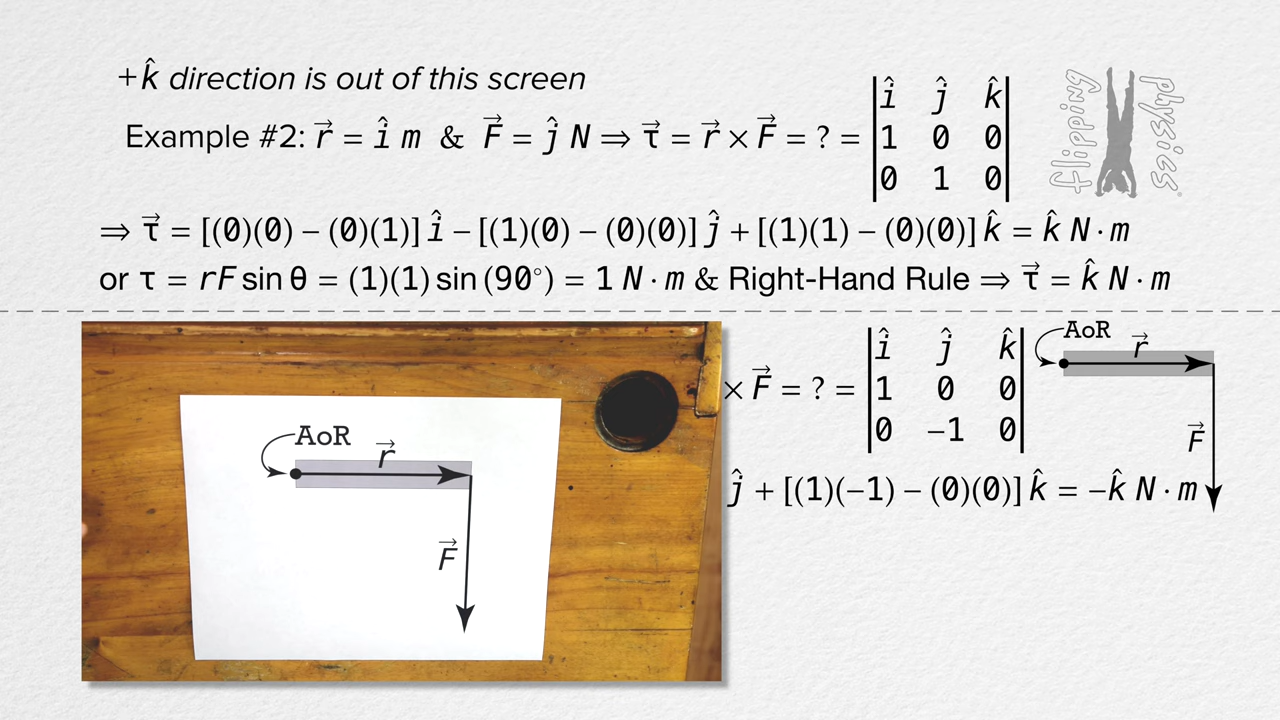 +k̂ direction is out of this screen
Example #2: r⃗ = î m & F⃗ = ĵ N ⇒ τ⃗ = r⃗ × F⃗ = ? = | î ĵ k̂ |
| 1 0 0 |
| 0 1 0 |
flipping physics
⇒ τ⃗ = [(0)(0) − (0)(1)] î − [(1)(0) − (0)(0)] ĵ + [(1)(1) − (0)(0)] k̂ = k̂ N·m
or τ = rF sin θ = (1)(1) sin (90°) = 1 N·m & Right-Hand Rule ⇒ τ⃗ = k̂ N·m
AoR
r⃗
F⃗
× F⃗ = ? = | î ĵ k̂ |
| 1 0 0 |
| 0 −1 0 |
AoR
r⃗
F⃗
ĵ + [(1)(−1) − (0)(0)] k̂ = −k̂ N·m